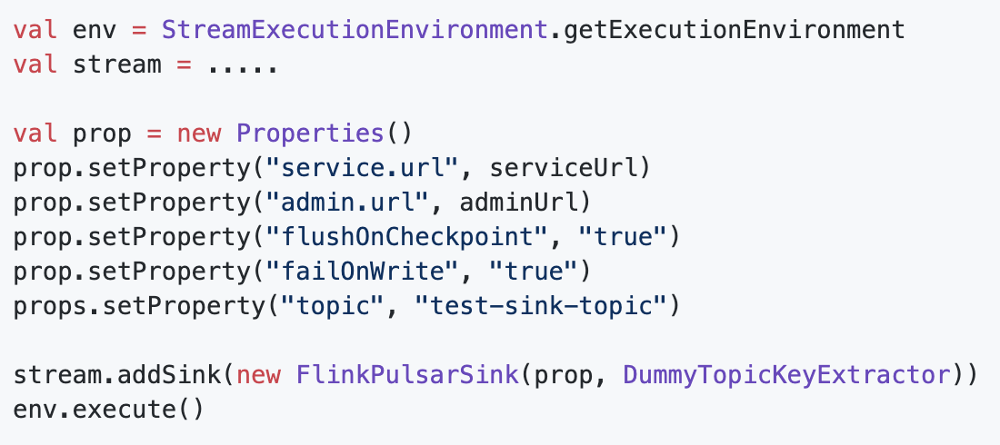 val env = StreamExecutionEnvironment.getExecutionEnvironment
val stream = .....
val prop = new Properties()
prop.setProperty("service.url", serviceUrl)
prop.setProperty("admin.url", adminUrl)
prop.setProperty("flushOnCheckpoint", "true")
prop.setProperty("failOnWrite", "true")
props.setProperty("topic", "test-sink-topic")
stream.addSink(new FlinkPulsarSink(prop, DummyTopicKeyExtractor))
env.execute()